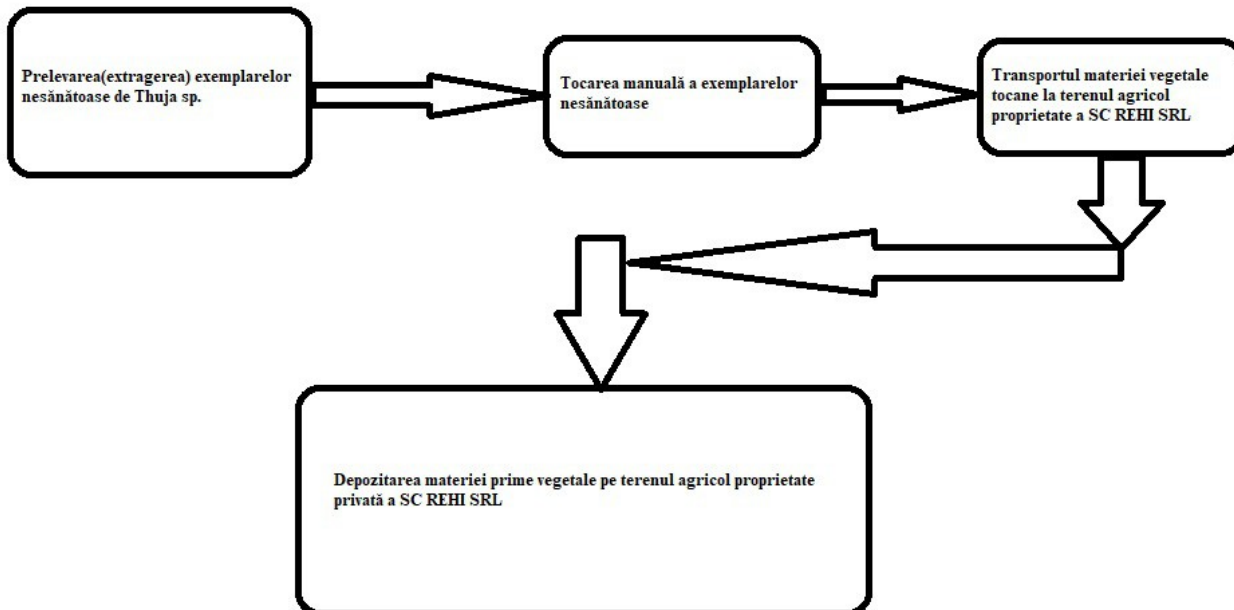 Prelevarea(extragerea) exemplarelor
nesănătoase de Thuja sp.
Tocarea manuală a exemplarelor
nesănătoase
Transportul materiei vegetale
tocane la terenul agricol
proprietate a SC REHI SRL
Depozitarea materiei prime vegetale pe terenul agricol proprietate
privată a SC REHI SRL